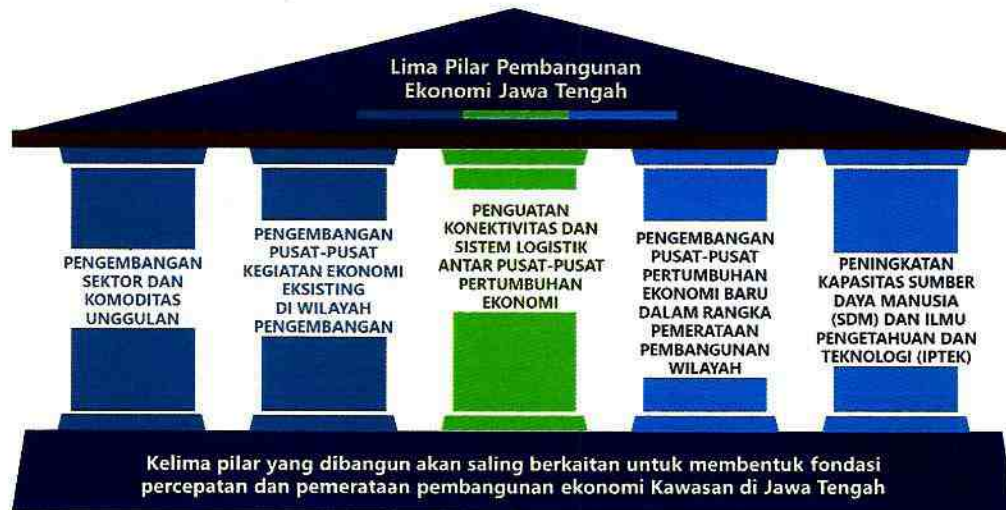 Lima Pilar Pembangunan
Ekonomi Jawa Tengah
PENGEMBANGAN
SEKTOR DAN
KOMODITAS
UNGGULAN
PENGEMBANGAN
PUSAT-PUSAT
KEGIATAN EKONOMI
EKSISTING
DI WILAYAH
PENGEMBANGAN
PENGUATAN
KONEKTIVITAS DAN
SISTEM LOGISTIK
ANTAR PUSAT-PUSAT
PERTUMBUHAN
EKONOMI
PENGEMBANGAN
PUSAT-PUSAT
PERTUMBUHAN
EKONOMI BARU
DALAM RANGKA
PEMERATAAN
PEMBANGUNAN
WILAYAH
PENINGKATAN
KAPASITAS SUMBER
DAYA MANUSIA
(SDM) DAN ILMU
PENGETAHUAN DAN
TEKNOLOGI (IPTEK)
Kelima pilar yang dibangun akan saling berkaitan untuk membentuk fondasi
percepatan dan pemerataan pembangunan ekonomi Kawasan di Jawa Tengah